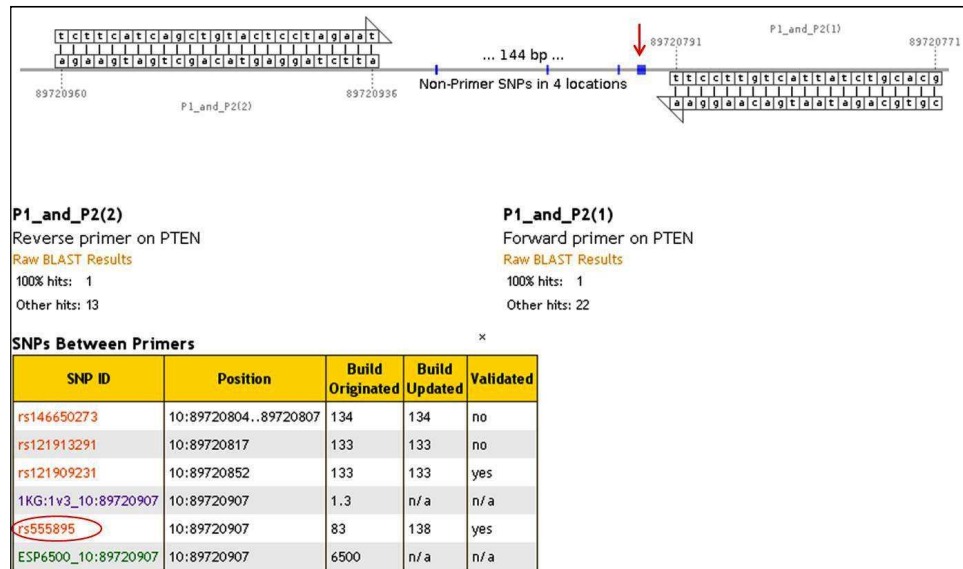 t c t t c a t c a g c t g t a c t c c c t a g a a t
a g a a g t a g t c g a c a t g a g g g a t c t t a
... 144 bp ...
Non-Primer SNPs in 4 locations
P1_and_P2(1)
89720791
89720771
t t c c t t g t c a t t a t c t g c a c g
a a g g a a c a g t a a t a g a c g t g c
89720960
P1_and_P2(2)
89720936
P1_and_P2(2)
Reverse primer on PTEN
Raw BLAST Results
100% hits: 1
Other hits: 13
P1_and_P2(1)
Forward primer on PTEN
Raw BLAST Results
100% hits: 1
Other hits: 22
SNPs Between Primers ×
SNP ID Position Build Originated Build Updated Validated
rs146650273 10:89720804..89720807 134 134 no
rs121913291 10:89720817 133 133 no
rs121909231 10:89720852 133 133 yes
1KG:1v3_10:89720907 10:89720907 1.3 n/a n/a
rs555895 10:89720907 83 138 yes
ESP6500_10:89720907 10:89720907 6500 n/a n/a